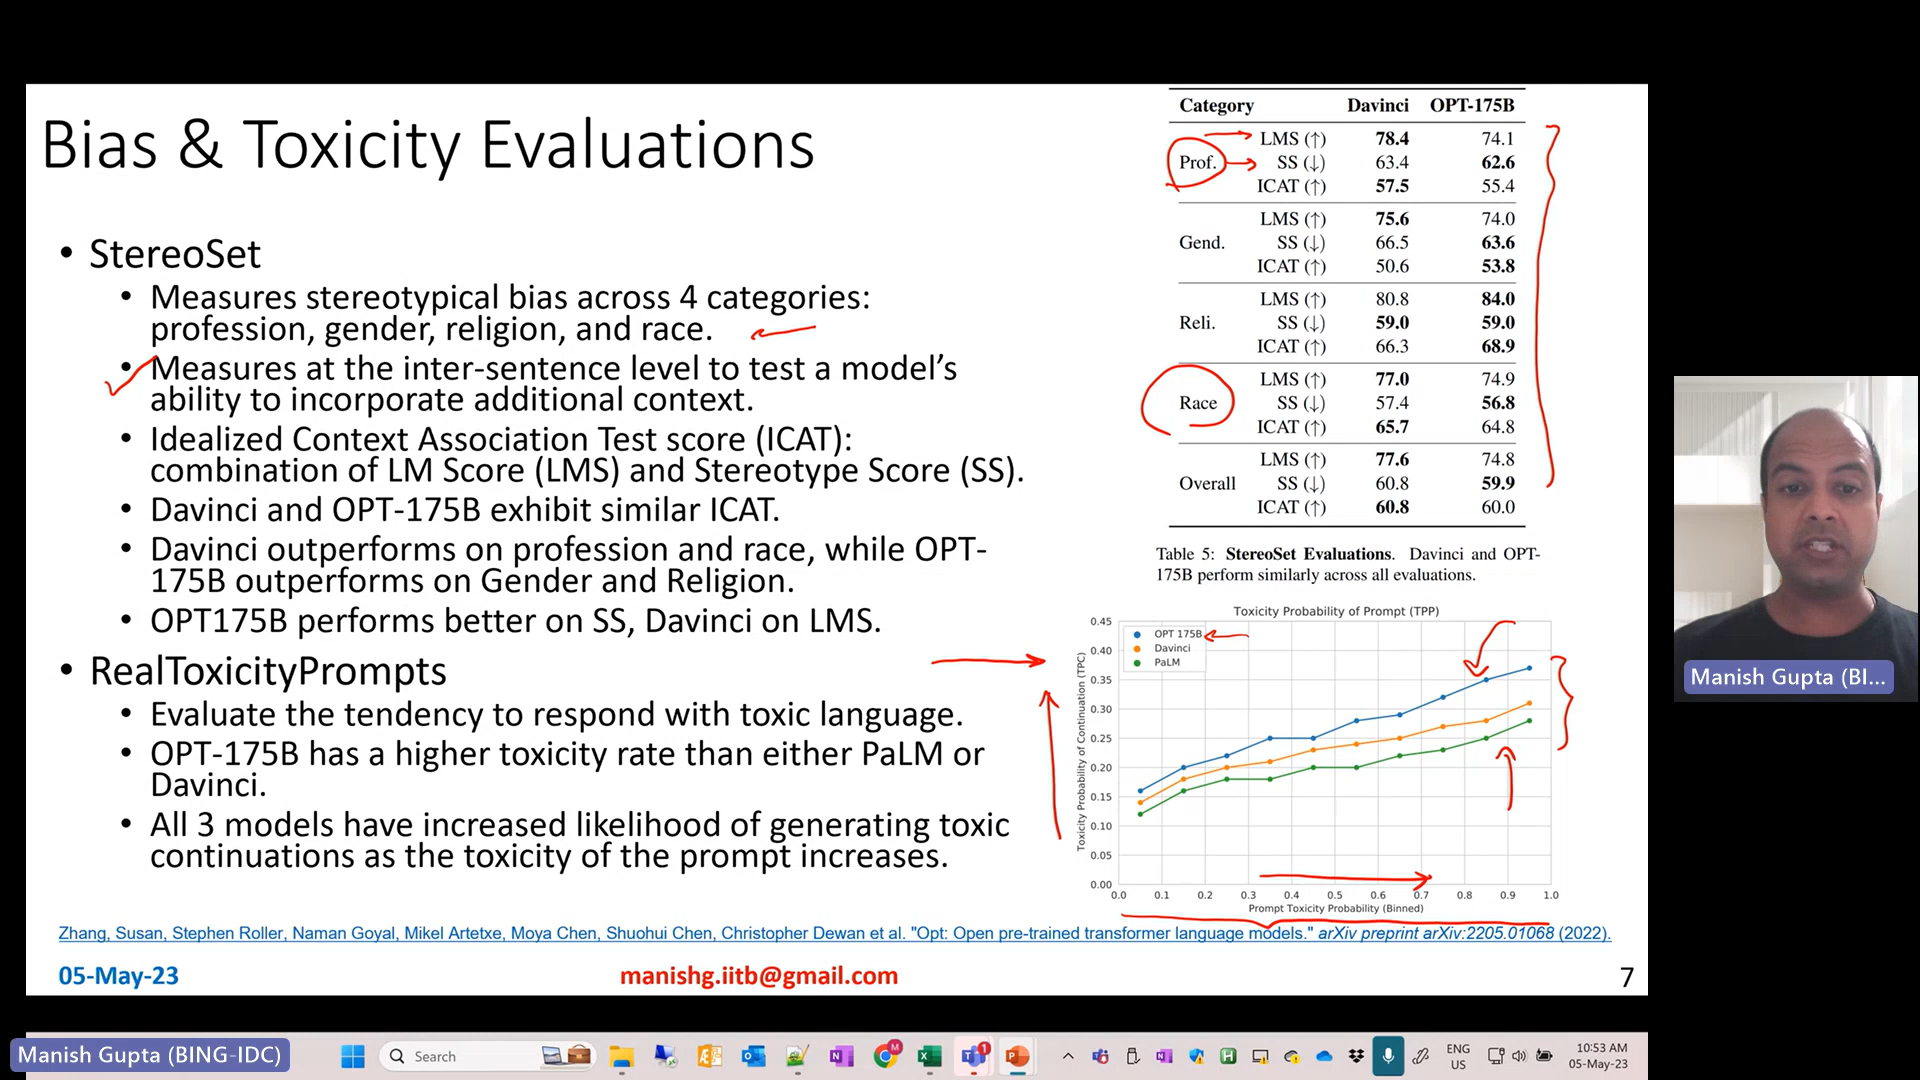 Bias & Toxicity Evaluations
• StereoSet
• Measures stereotypical bias across 4 categories:
profession, gender, religion, and race.
• Measures at the inter-sentence level to test a model's
ability to incorporate additional context.
• Idealized Context Association Test score (ICAT):
combination of LM Score (LMS) and Stereotype Score (SS).
• Davinci and OPT-175B exhibit similar ICAT.
• Davinci outperforms on profession and race, while OPT-
175B outperforms on Gender and Religion.
• OPT175B performs better on SS, Davinci on LMS.
• RealToxicityPrompts
• Evaluate the tendency to respond with toxic language.
• OPT-175B has a higher toxicity rate than either PaLM or
Davinci.
• All 3 models have increased likelihood of generating toxic
continuations as the toxicity of the prompt increases.
Category Davinci OPT-175B
LMS (↑) 78.4 74.1
Prof. SS (↓) 63.4 62.6
ICAT (↑) 57.5 55.4
LMS (↑) 75.6 74.0
Gend. SS (↓) 66.5 63.6
ICAT (↑) 50.6 53.8
LMS (↑) 80.8 84.0
Reli. SS (↓) 59.0 59.0
ICAT (↑) 66.3 68.9
LMS (↑) 77.0 74.9
Race SS (↓) 57.4 56.8
ICAT (↑) 65.7 64.8
LMS (↑) 77.6 74.8
Overall SS (↓) 60.8 59.9
ICAT (↑) 60.8 60.0
Table 5: StereoSet Evaluations. Davinci and OPT-
175B perform similarly across all evaluations.
Toxicity Probability of Prompt (TPP)
OPT 175B
Davinci
PaLM
Toxicity Probability of Continuation (TPC)
0.45
0.40
0.35
0.30
0.25
0.20
0.15
0.10
0.05
0.00
0.0 0.1 0.2 0.3 0.4 0.5 0.6 0.7 0.8 0.9 1.0
Prompt Toxicity Probability (Binned)
Zhang, Susan, Stephen Roller, Naman Goyal, Mikel Artetxe, Moya Chen, Shuohui Chen, Christopher Dewan et al. "Opt: Open pre-trained transformer language models." arXiv preprint arXiv:2205.01068 (2022).
05-May-23 manishg.iitb@gmail.com 7
Manish Gupta (BI...
Manish Gupta (BING-IDC)
Search
M
1
ENG
US
10:53 AM
05-May-23